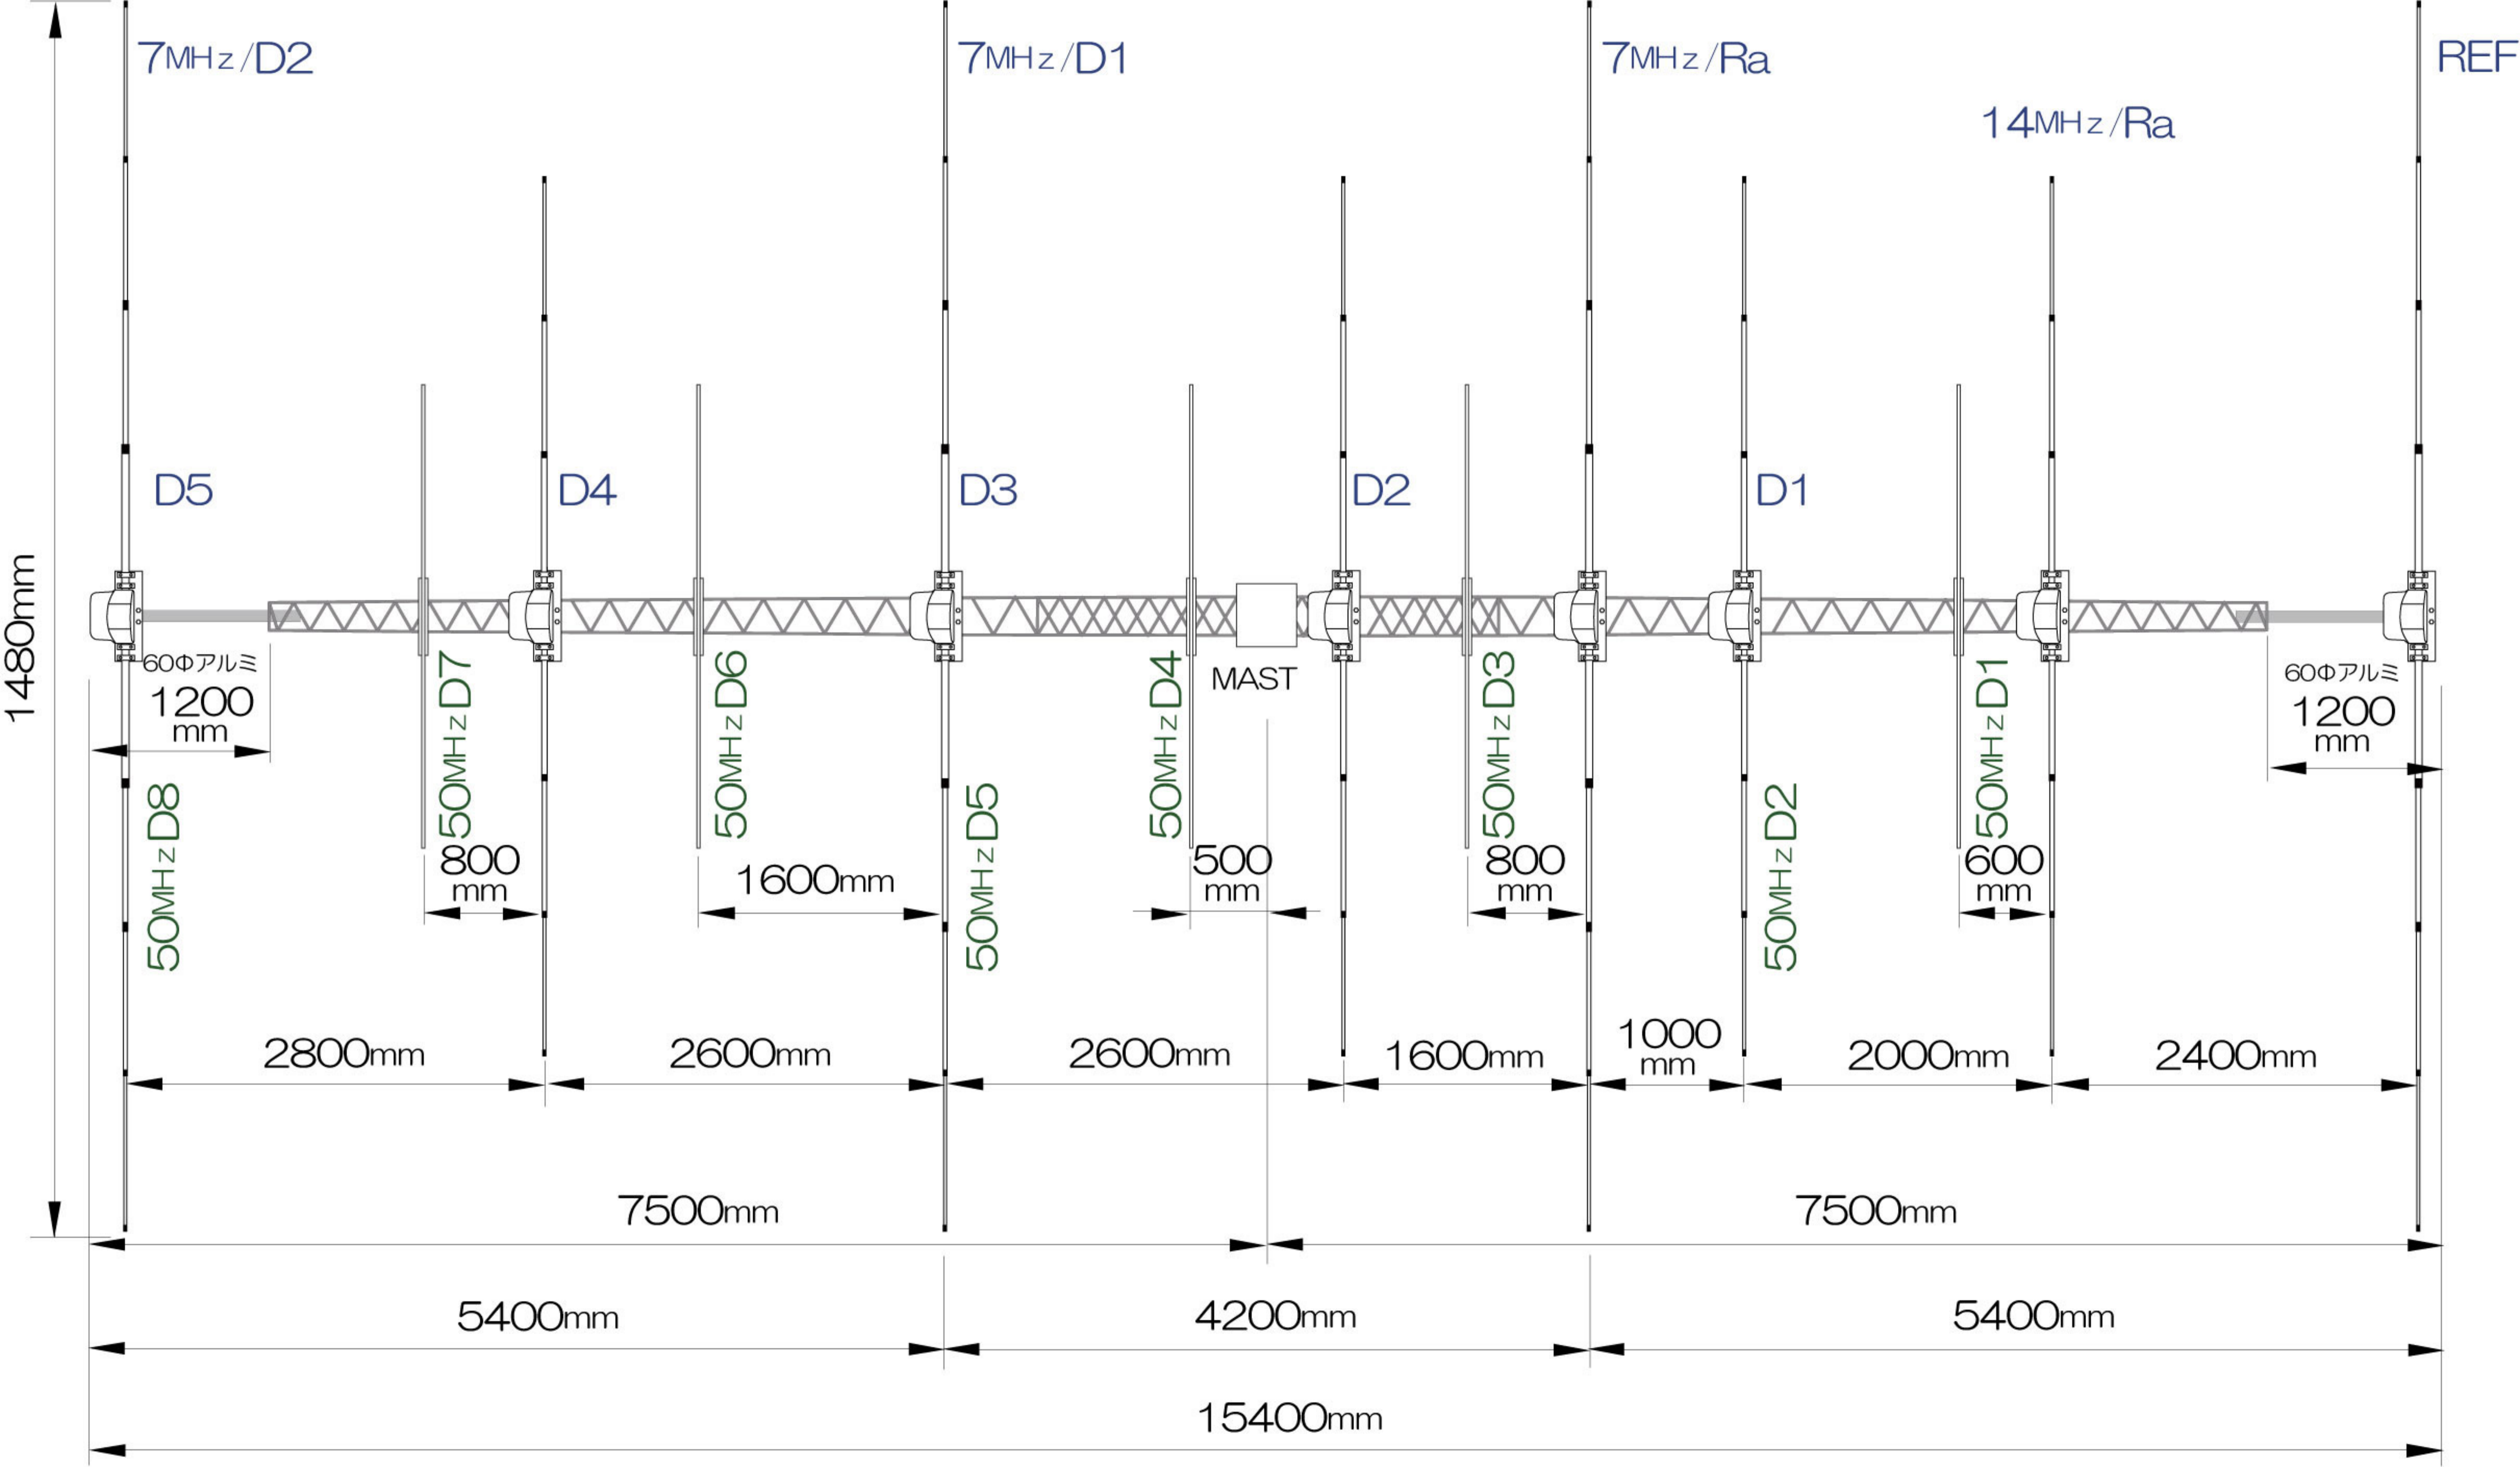 7MHz/D2
7MHz/D1
7MHz/Ra
REF
14MHz/Ra
D5
D4
D3
D2
D1
1480mm
60Φアルミ
1200
mm
MAST
60Φアルミ
1200
mm
50MHzD8
50MHzD7
50MHzD6
50MHzD5
50MHzD4
50MHzD3
50MHzD2
50MHzD1
800
mm
1600mm
500
mm
800
mm
600
mm
2800mm
2600mm
2600mm
1600mm
1000
mm
2000mm
2400mm
7500mm
7500mm
5400mm
4200mm
5400mm
15400mm